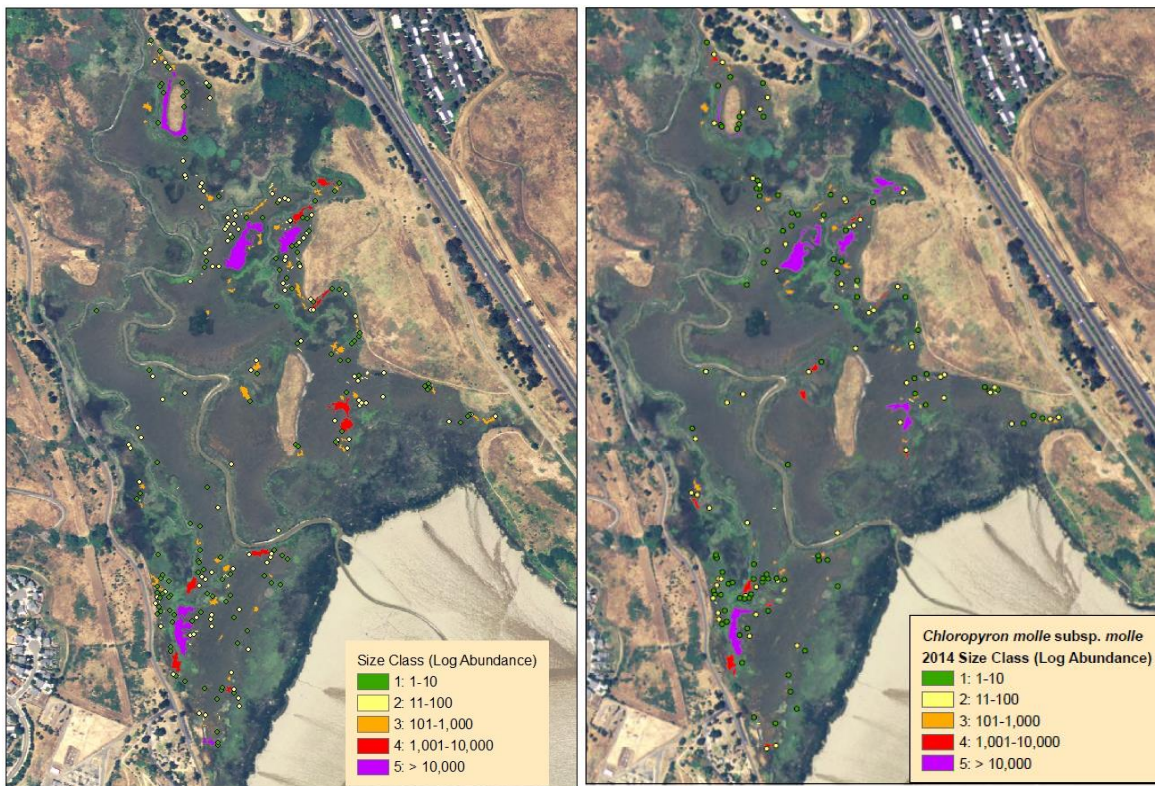 Size Class (Log Abundance)
1: 1-10
2: 11-100
3: 101-1,000
4: 1,001-10,000
5: > 10,000
Chloropyron molle subsp. molle
2014 Size Class (Log Abundance)
1: 1-10
2: 11-100
3: 101-1,000
4: 1,001-10,000
5: > 10,000